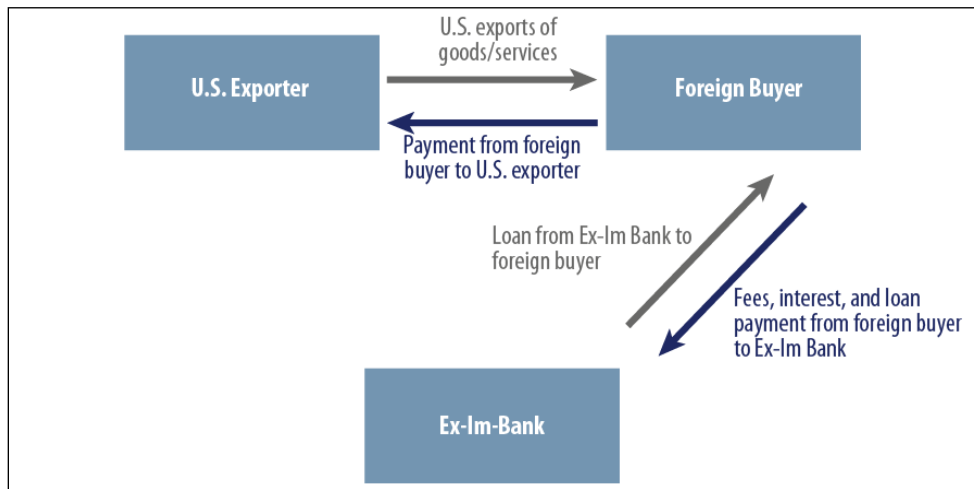 U.S. exports of
goods/services
U.S. Exporter
Foreign Buyer
Payment from foreign
buyer to U.S. exporter
Loan from Ex-Im Bank to
foreign buyer
Fees, interest, and loan
payment from foreign buyer
to Ex-Im Bank
Ex-Im-Bank